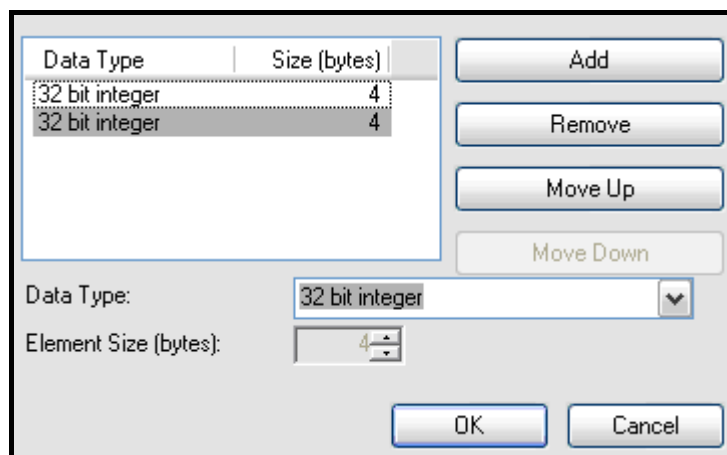 Data Type Size (bytes)
32 bit integer 4
32 bit integer 4
Add
Remove
Move Up
Move Down
Data Type: 32 bit integer
Element Size (bytes): 4
OK Cancel